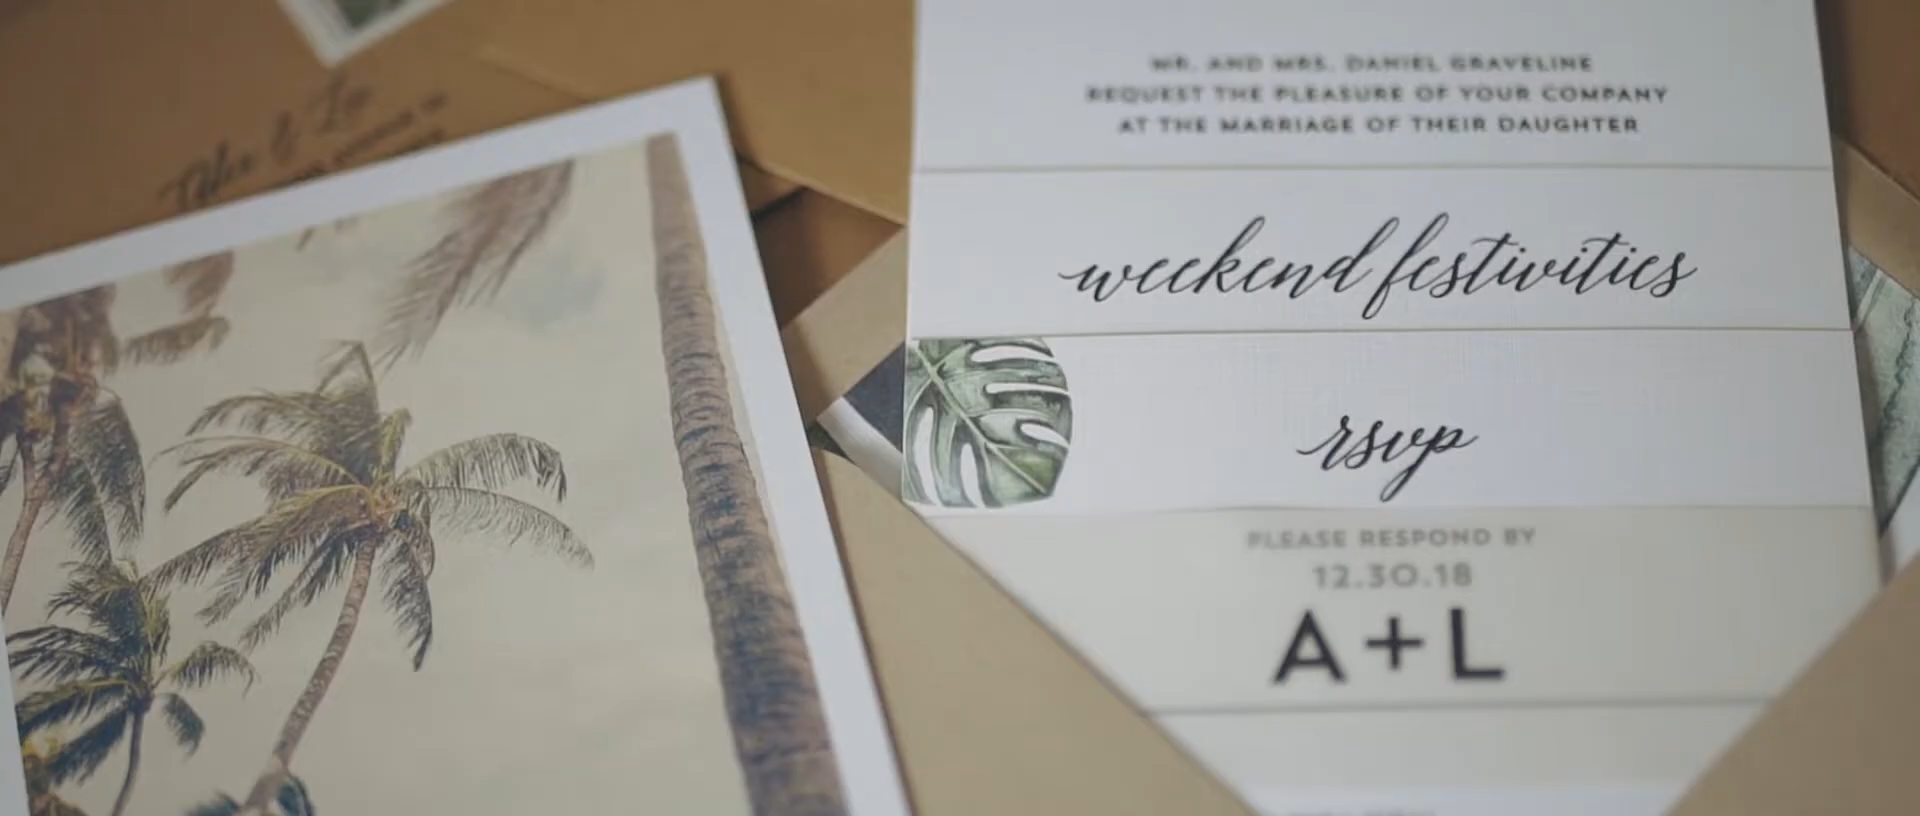 MR. AND MRS. DANIEL GRAVELINE
REQUEST THE PLEASURE OF YOUR COMPANY
AT THE MARRIAGE OF THEIR DAUGHTER
weekend festivities
rsvp
PLEASE RESPOND BY
12.30.18
A+L